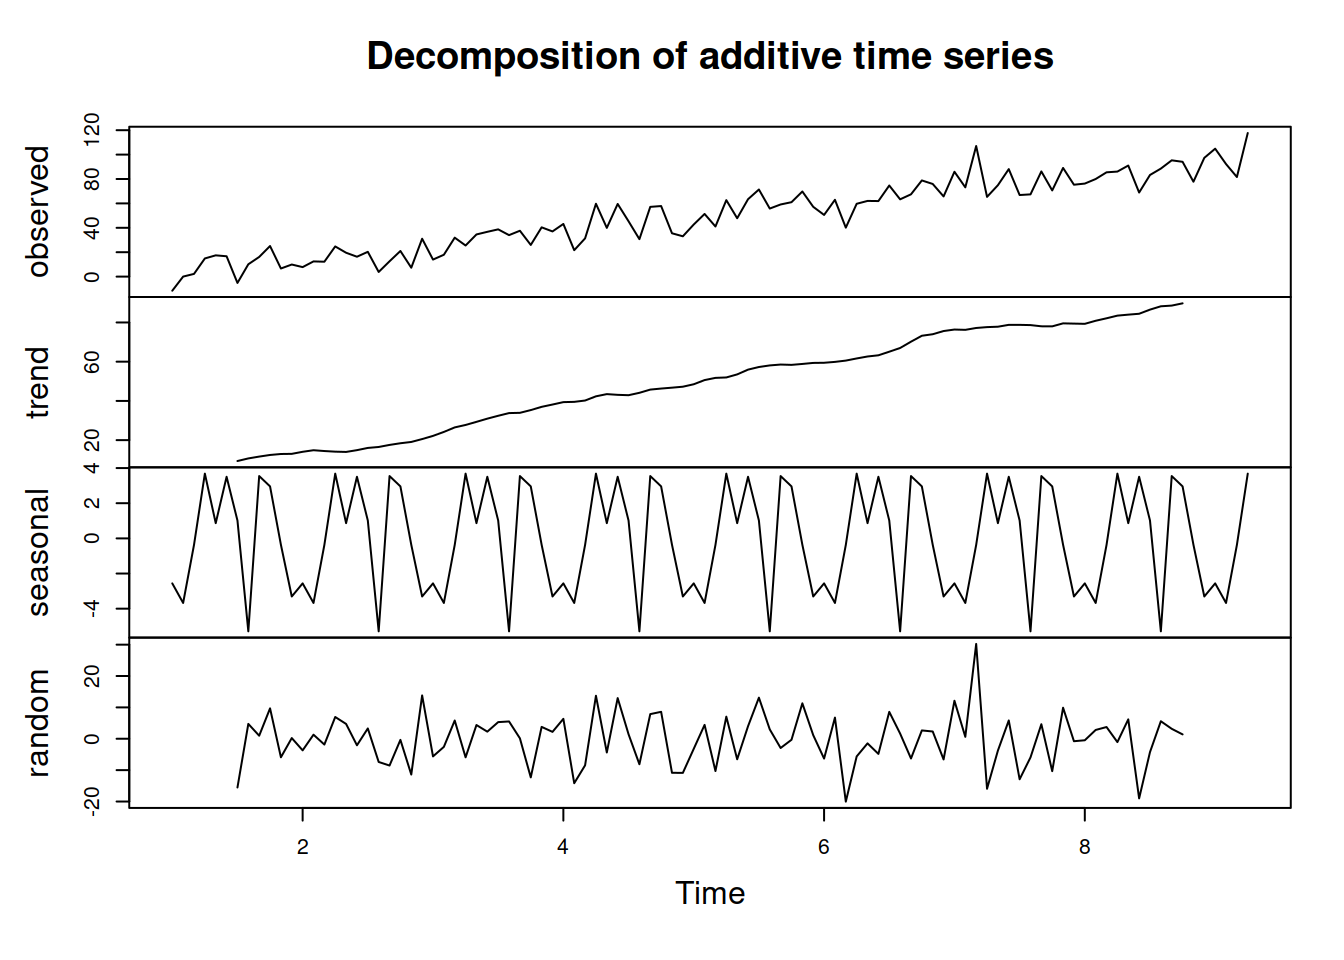 Decomposition of additive time series
observed
0 40 80 120
trend
20 60
seasonal
-4 0 2 4
random
-20 0 20
2 4 6 8
Time